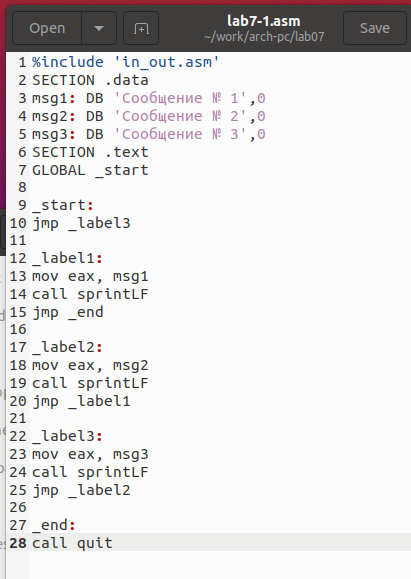 Open
lab7-1.asm
~/work/arch-pc/lab07
Save
1 %include 'in_out.asm'
2 SECTION .data
3 msg1: DB 'Сообщение № 1',0
4 msg2: DB 'Сообщение № 2',0
5 msg3: DB 'Сообщение № 3',0
6 SECTION .text
7 GLOBAL _start
8
9 _start:
10 jmp _label3
11
12 _label1:
13 mov eax, msg1
14 call sprintLF
15 jmp _end
16
17 _label2:
18 mov eax, msg2
19 call sprintLF
20 jmp _label1
21
22 _label3:
23 mov eax, msg3
24 call sprintLF
25 jmp _label2
26
27 _end:
28 call quit